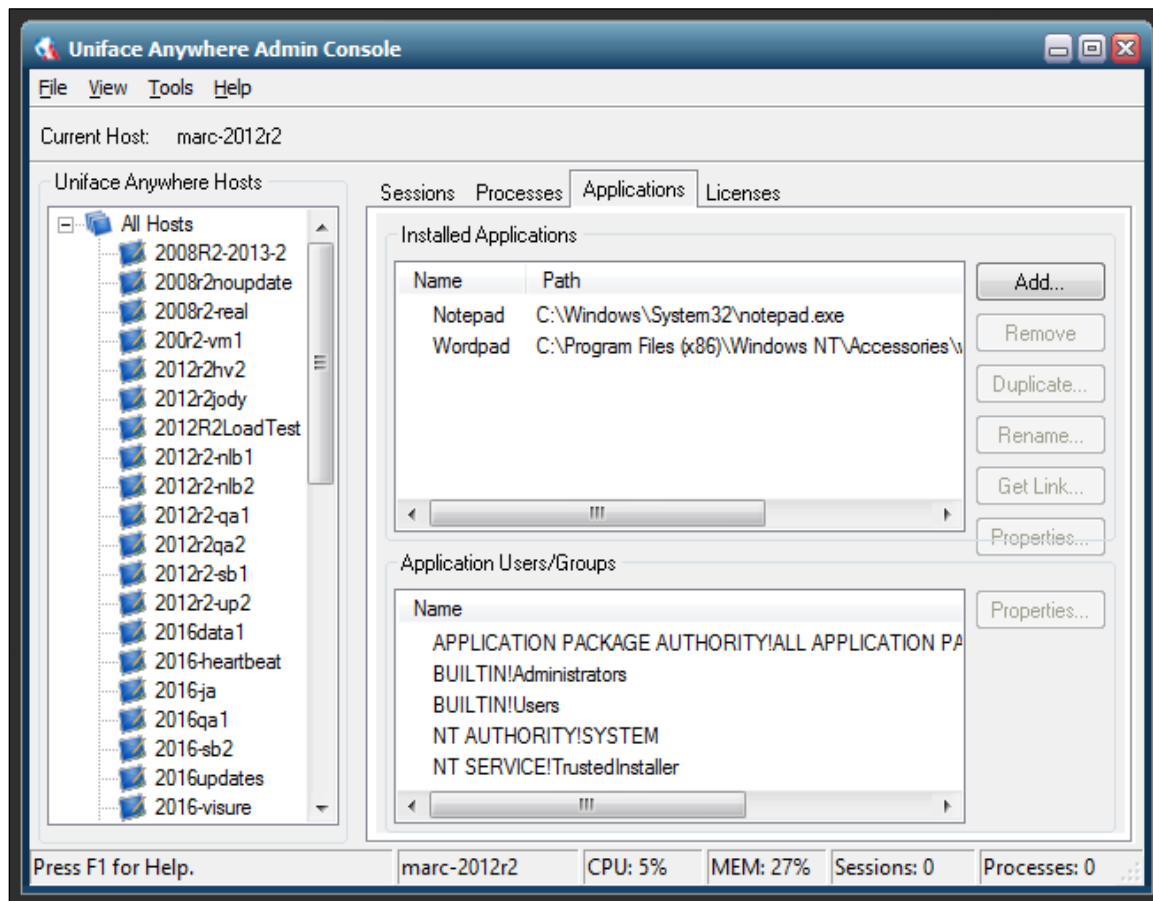 Uniface Anywhere Admin Console
File View Tools Help
Current Host: marc-2012r2
Uniface Anywhere Hosts
All Hosts
2008R2-2013-2
2008r2noupdate
2008r2-real
200r2-vm1
2012r2hv2
2012r2jody
2012R2LoadTest
2012r2-nlb1
2012r2-nlb2
2012r2-qa1
2012r2qa2
2012r2-sb1
2012r2-up2
2016data1
2016-heartbeat
2016-ja
2016qa1
2016-sb2
2016updates
2016-visure
Sessions Processes Applications Licenses
Installed Applications
Name Path
Notepad C:\Windows\System32\notepad.exe
Wordpad C:\Program Files (x86)\Windows NT\Accessories\
Add...
Remove
Duplicate...
Rename...
Get Link...
Properties...
Application Users/Groups
Name
APPLICATION PACKAGE AUTHORITY!ALL APPLICATION PA
BUILTIN!Administrators
BUILTIN!Users
NT AUTHORITY!SYSTEM
NT SERVICE!TrustedInstaller
Properties...
Press F1 for Help. marc-2012r2 CPU: 5% MEM: 27% Sessions: 0 Processes: 0